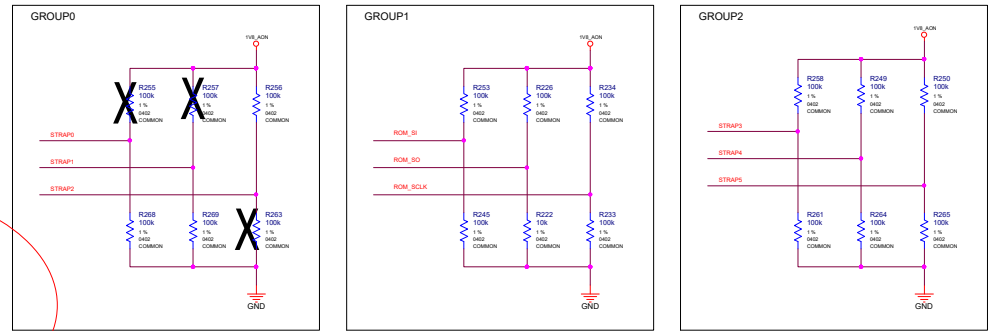 GROUP0
1V8_AON
R255
100k
1 %
0402
COMMON
R257
100k
1 %
0402
COMMON
R256
100k
1 %
0402
COMMON
STRAP0
STRAP1
STRAP2
R268
100k
1 %
0402
COMMON
R269
100k
1 %
0402
COMMON
R263
100k
1 %
0402
COMMON
X
X
X
GND
GROUP1
1V8_AON
R253
100k
1 %
0402
COMMON
R226
100k
1 %
0402
COMMON
R234
100k
1 %
0402
COMMON
ROM_SI
ROM_SO
ROM_SCLK
R245
100k
1 %
0402
COMMON
R222
10k
1 %
0402
COMMON
R233
100k
1 %
0402
COMMON
GND
GROUP2
1V8_AON
R258
100k
1 %
0402
COMMON
R249
100k
1 %
0402
COMMON
R250
100k
1 %
0402
COMMON
STRAP3
STRAP4
STRAP5
R261
100k
1 %
0402
COMMON
R264
100k
1 %
0402
COMMON
R265
100k
1 %
0402
COMMON
GND